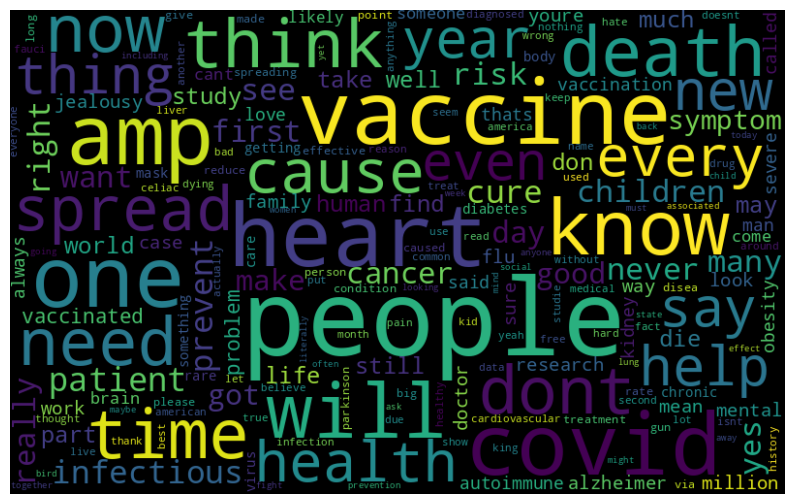 long
give
made
point
someone
diagnosed
hate
doesnt
now
think
year
death
likely
youre
much
called
anything
yet
nothing
wrong
fauci
including
another
spreading
cant
take
well
risk
body
keep
everyone
thing
see
vaccine
vaccination
new
jealousy
study
love
thats
seem
america
name
back
today
right
amp
first
liver
getting
effective
reason
symptom
bad
reduce
want
mask
dying
celiac
cause
even
don
every
drug
child
severe
treat
week
used
associated
family
diabetes
cure
children
must
may
spread
human
find
women
use
read
day
know
man
going
heart
caused
common
anyone
around
world
case
always
one
actually
care
make
person
put
cancer
said
flu
without
come
good
never
many
disea
way
look
vaccinated
something
need
prevent
problem
condition
people
social
looking
mind
studie
medical
sure
kidney
say
obesity
state
fact
month
pain
kid
hard
still
die
help
patient
rare
let
life
literally
often
yeah
free
research
effect
lung
brain
please
got
believe
parkinson
big
doctor
healthy
dont
data
rate
chronic
really
work
thought
maybe
american
true
will
due
ask
cardiovascular
second
mean
mental
part
time
thank
best
infection
show
king
treatment
lot
isnt
away
gun
yes
history
infectious
virus
live
health
covid
might
bird
together
fight
prevention
autoimmune
alzheimer
via
million